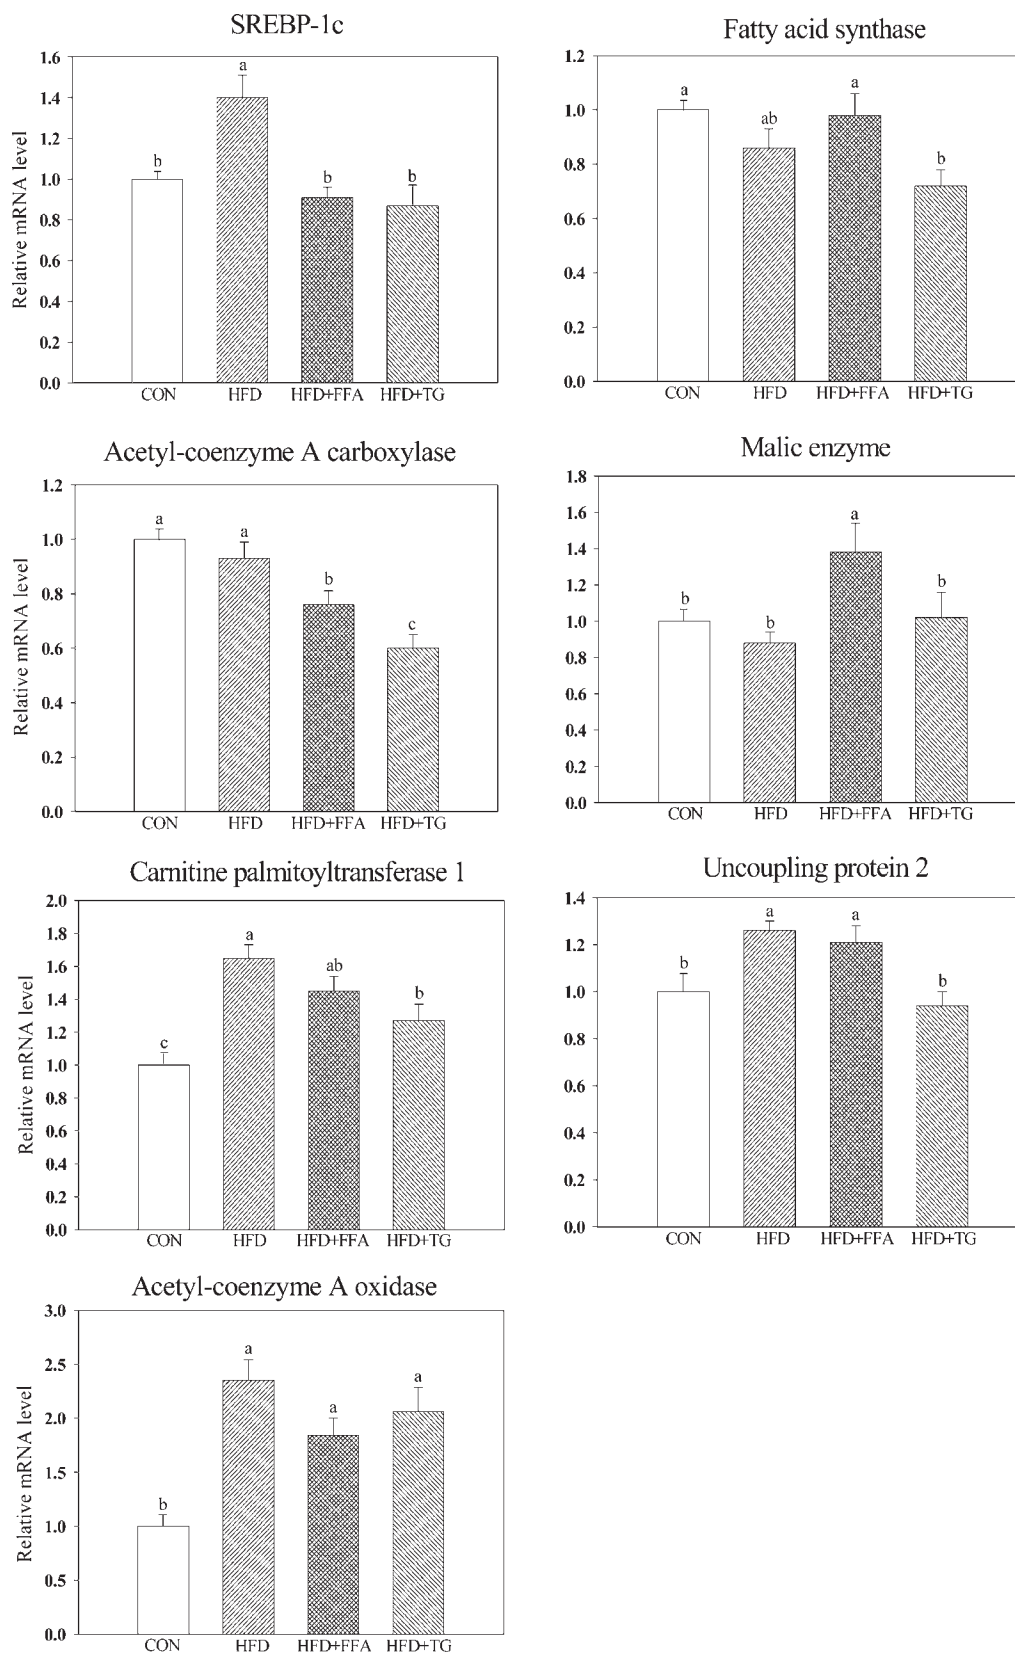 SREBP-1c
Relative mRNA level
1.6
1.4
1.2
1.0
0.8
0.6
0.4
0.2
0.0
b
a
b
b
CON HFD HFD+FFA HFD+TG
Fatty acid synthase
1.2
1.0
0.8
0.6
0.4
0.2
0.0
a
ab
a
b
CON HFD HFD+FFA HFD+TG
Acetyl-coenzyme A carboxylase
Relative mRNA level
1.2
1.0
0.8
0.6
0.4
0.2
0.0
a
a
b
c
CON HFD HFD+FFA HFD+TG
Malic enzyme
1.8
1.6
1.4
1.2
1.0
0.8
0.6
0.4
0.2
0.0
b
b
a
b
CON HFD HFD+FFA HFD+TG
Carnitine palmitoyltransferase 1
Relative mRNA level
2.0
1.6
1.4
1.2
1.0
0.8
0.6
0.4
0.2
0.0
c
a
ab
b
CON HFD HFD+FFA HFD+TG
Uncoupling protein 2
1.4
1.2
1.0
0.8
0.6
0.4
0.2
0.0
b
a
a
b
CON HFD HFD+FFA HFD+TG
Acetyl-coenzyme A oxidase
Relative mRNA level
3.0
2.5
2.0
1.5
1.0
0.5
0.0
b
a
a
a
CON HFD HFD+FFA HFD+TG